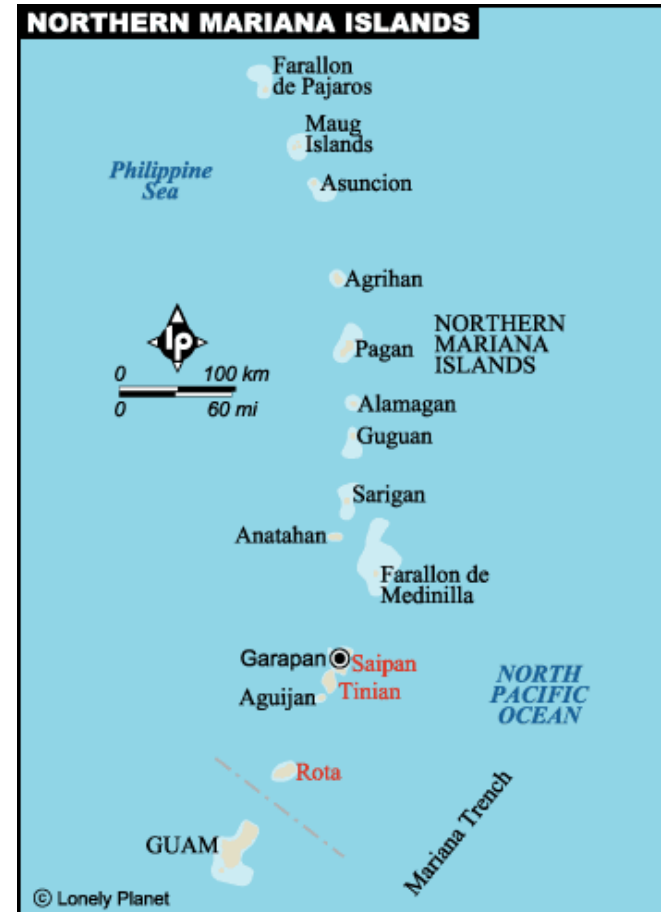 NORTHERN MARIANA ISLANDS
Farallon
de Pajaros
Maug
Islands
Philippine
Sea
Asuncion
Agrihan
lp
NORTHERN
MARIANA
ISLANDS
Pagan
0 100 km
0 60 mi
Alamagan
Guguan
Sarigan
Anatahan
Farallon de
Medinilla
Garapan
Saipan
Tinian
Aguijan
NORTH
PACIFIC
OCEAN
Rota
Mariana Trench
GUAM
© Lonely Planet